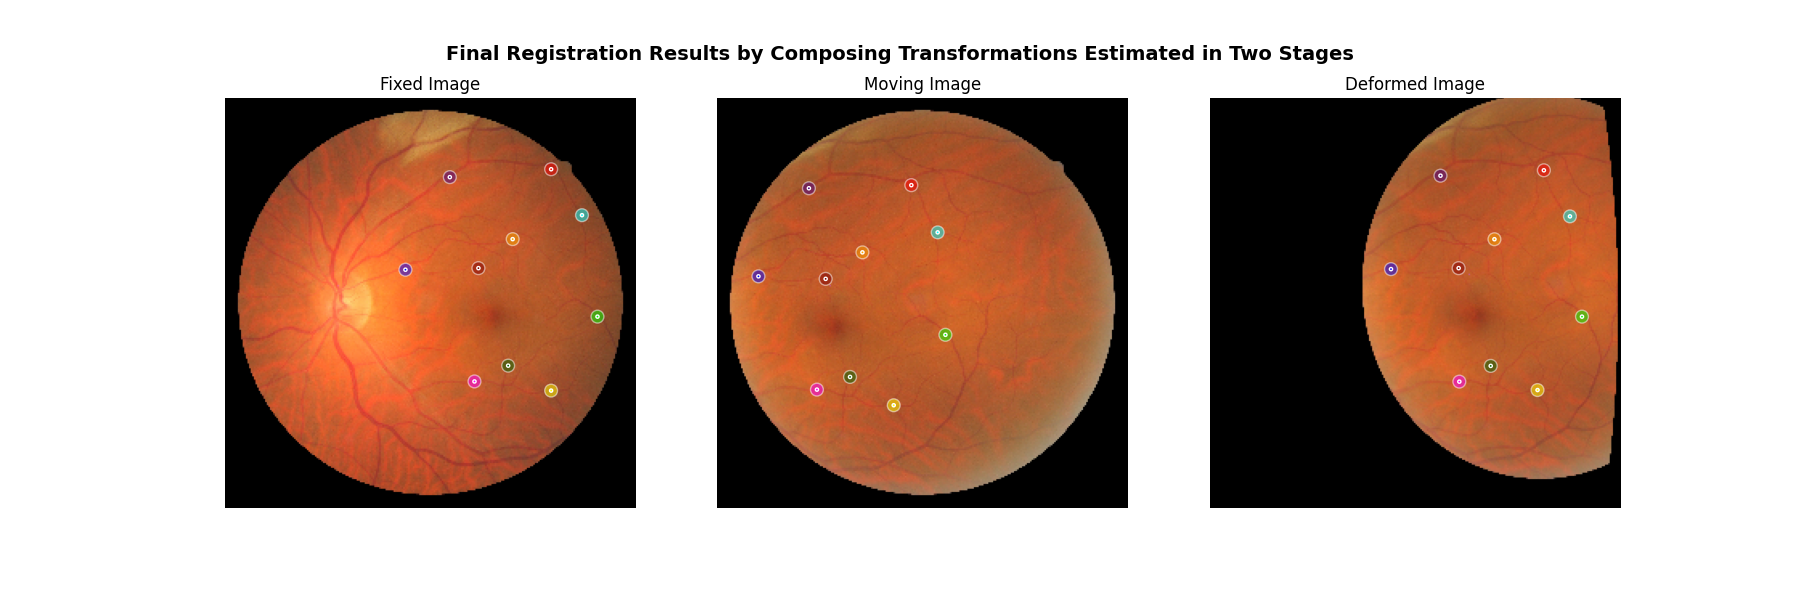 Final Registration Results by Composing Transformations Estimated in Two Stages
Fixed Image
Moving Image
Deformed Image